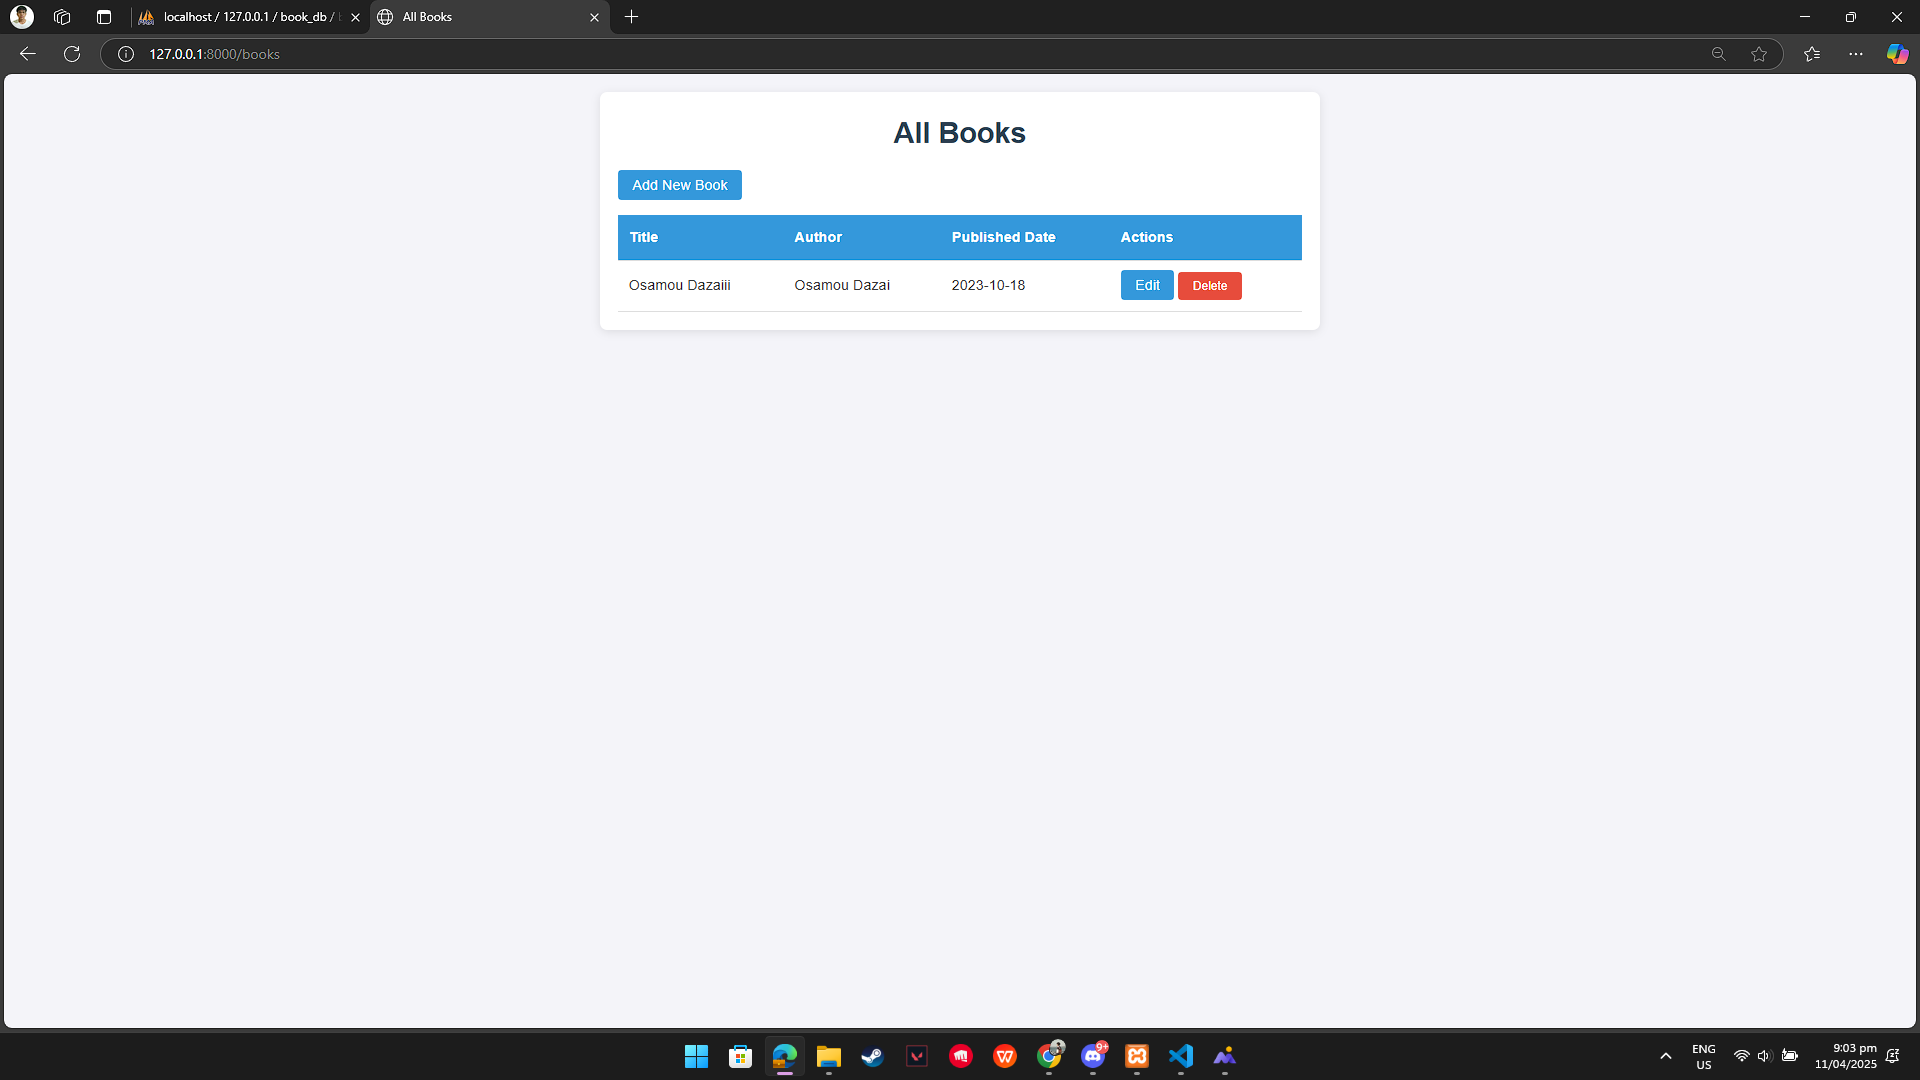 localhost / 127.0.0.1 / book_db /
All Books
127.0.0.1:8000/books
All Books
Add New Book
Title Author Published Date Actions
Osamou Dazaiii Osamou Dazai 2023-10-18 Edit Delete
9+
ENG
US
9:03 pm
11/04/2025